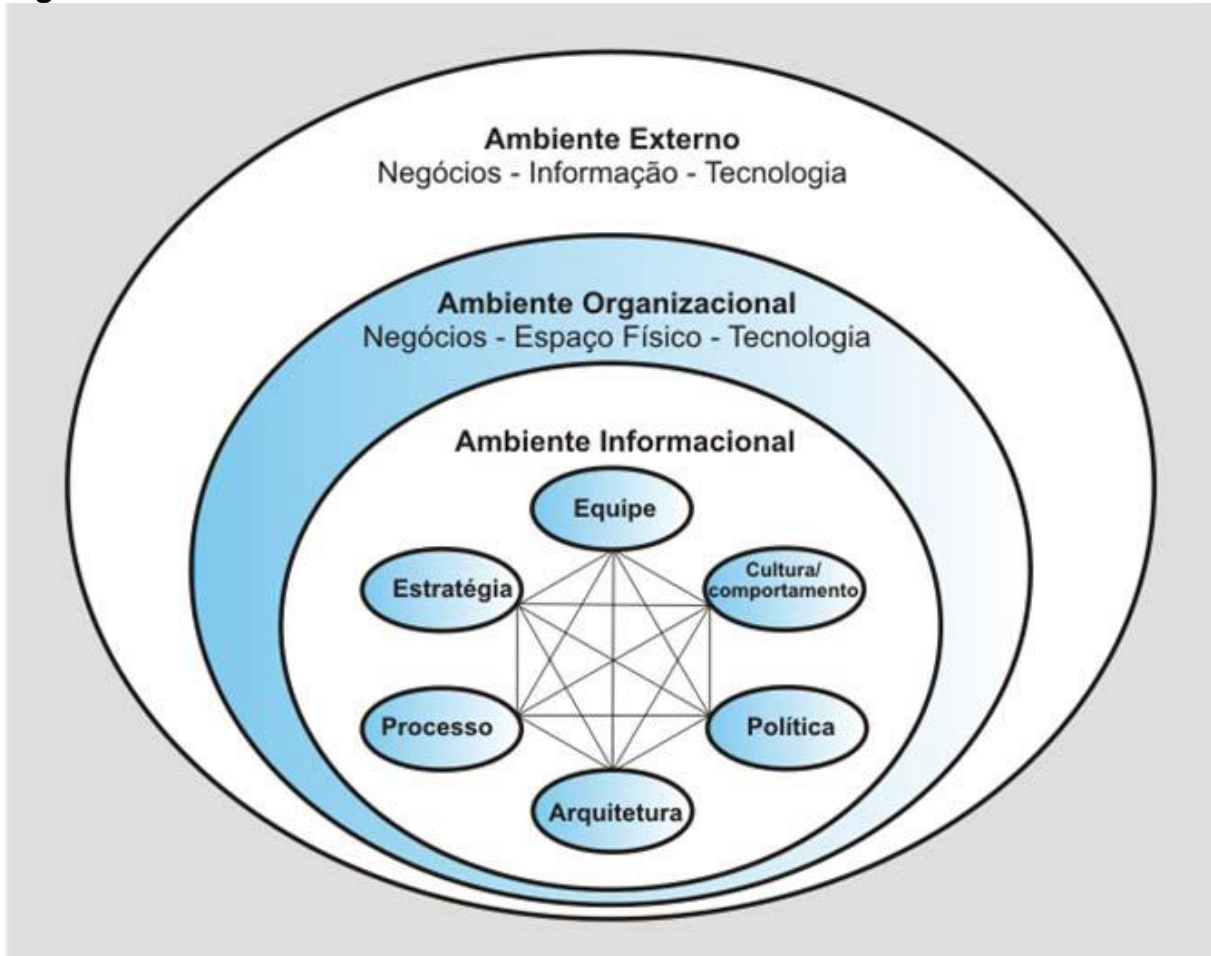 Ambiente Externo
Negócios - Informação - Tecnologia
Ambiente Organizacional
Negócios - Espaço Físico - Tecnologia
Ambiente Informacional
Equipe
Estratégia
Cultura/
comportamento
Processo
Política
Arquitetura